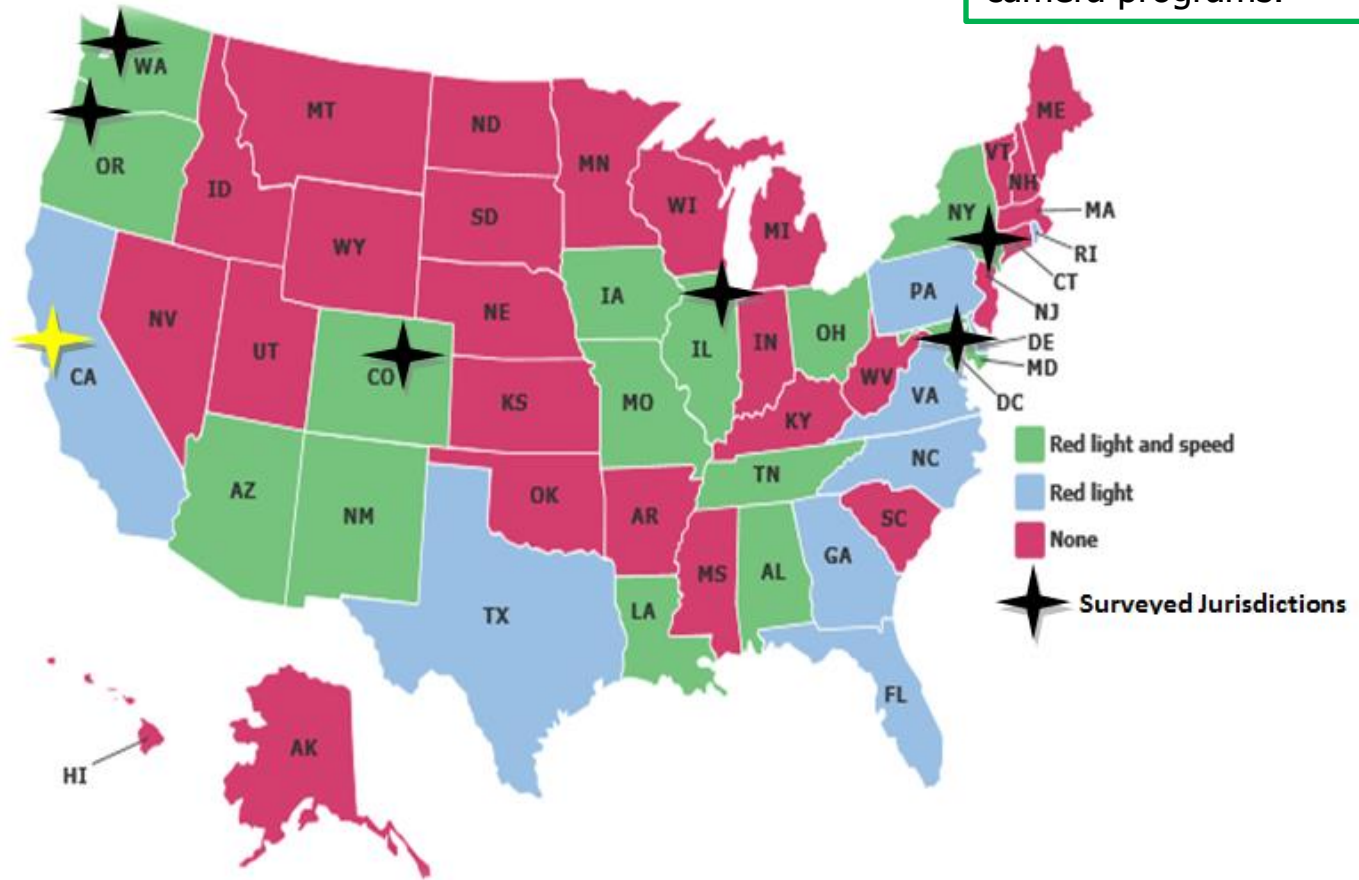 camera programs.
WA
MT
ND
MN
ME
VT
NH
OR
ID
SD
WI
MI
NY
MA
WY
RI
CT
IA
NE
PA
NJ
NV
UT
CO
IL
IN
OH
DE
MD
CA
KS
MO
WV
VA
DC
KY
Red light and speed
NC
TN
AZ
NM
OK
AR
SC
Red light
None
MS
AL
GA
TX
LA
Surveyed Jurisdictions
FL
AK
HI